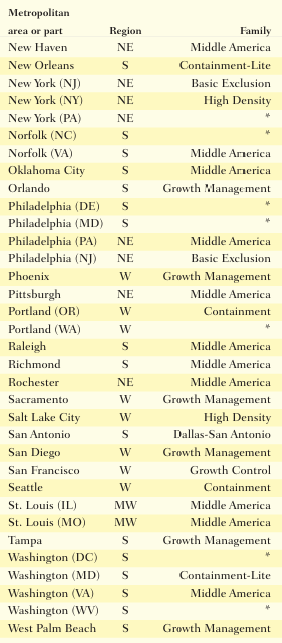 Metropolitan
area or part Region Family
New Haven NE Middle America
New Orleans S Containment-Lite
New York (NJ) NE Basic Exclusion
New York (NY) NE High Density
New York (PA) NE *
Norfolk (NC) S *
Norfolk (VA) S Middle America
Oklahoma City S Middle America
Orlando S Growth Management
Philadelphia (DE) S *
Philadelphia (MD) S *
Philadelphia (PA) NE Middle America
Philadelphia (NJ) NE Basic Exclusion
Phoenix W Growth Management
Pittsburgh NE Middle America
Portland (OR) W Containment
Portland (WA) W *
Raleigh S Middle America
Richmond S Middle America
Rochester NE Middle America
Sacramento W Growth Management
Salt Lake City W High Density
San Antonio S Dallas-San Antonio
San Diego W Growth Management
San Francisco W Growth Control
Seattle W Containment
St. Louis (IL) MW Middle America
St. Louis (MO) MW Middle America
Tampa S Growth Management
Washington (DC) S *
Washington (MD) S Containment-Lite
Washington (VA) S Middle America
Washington (WV) S *
West Palm Beach S Growth Management